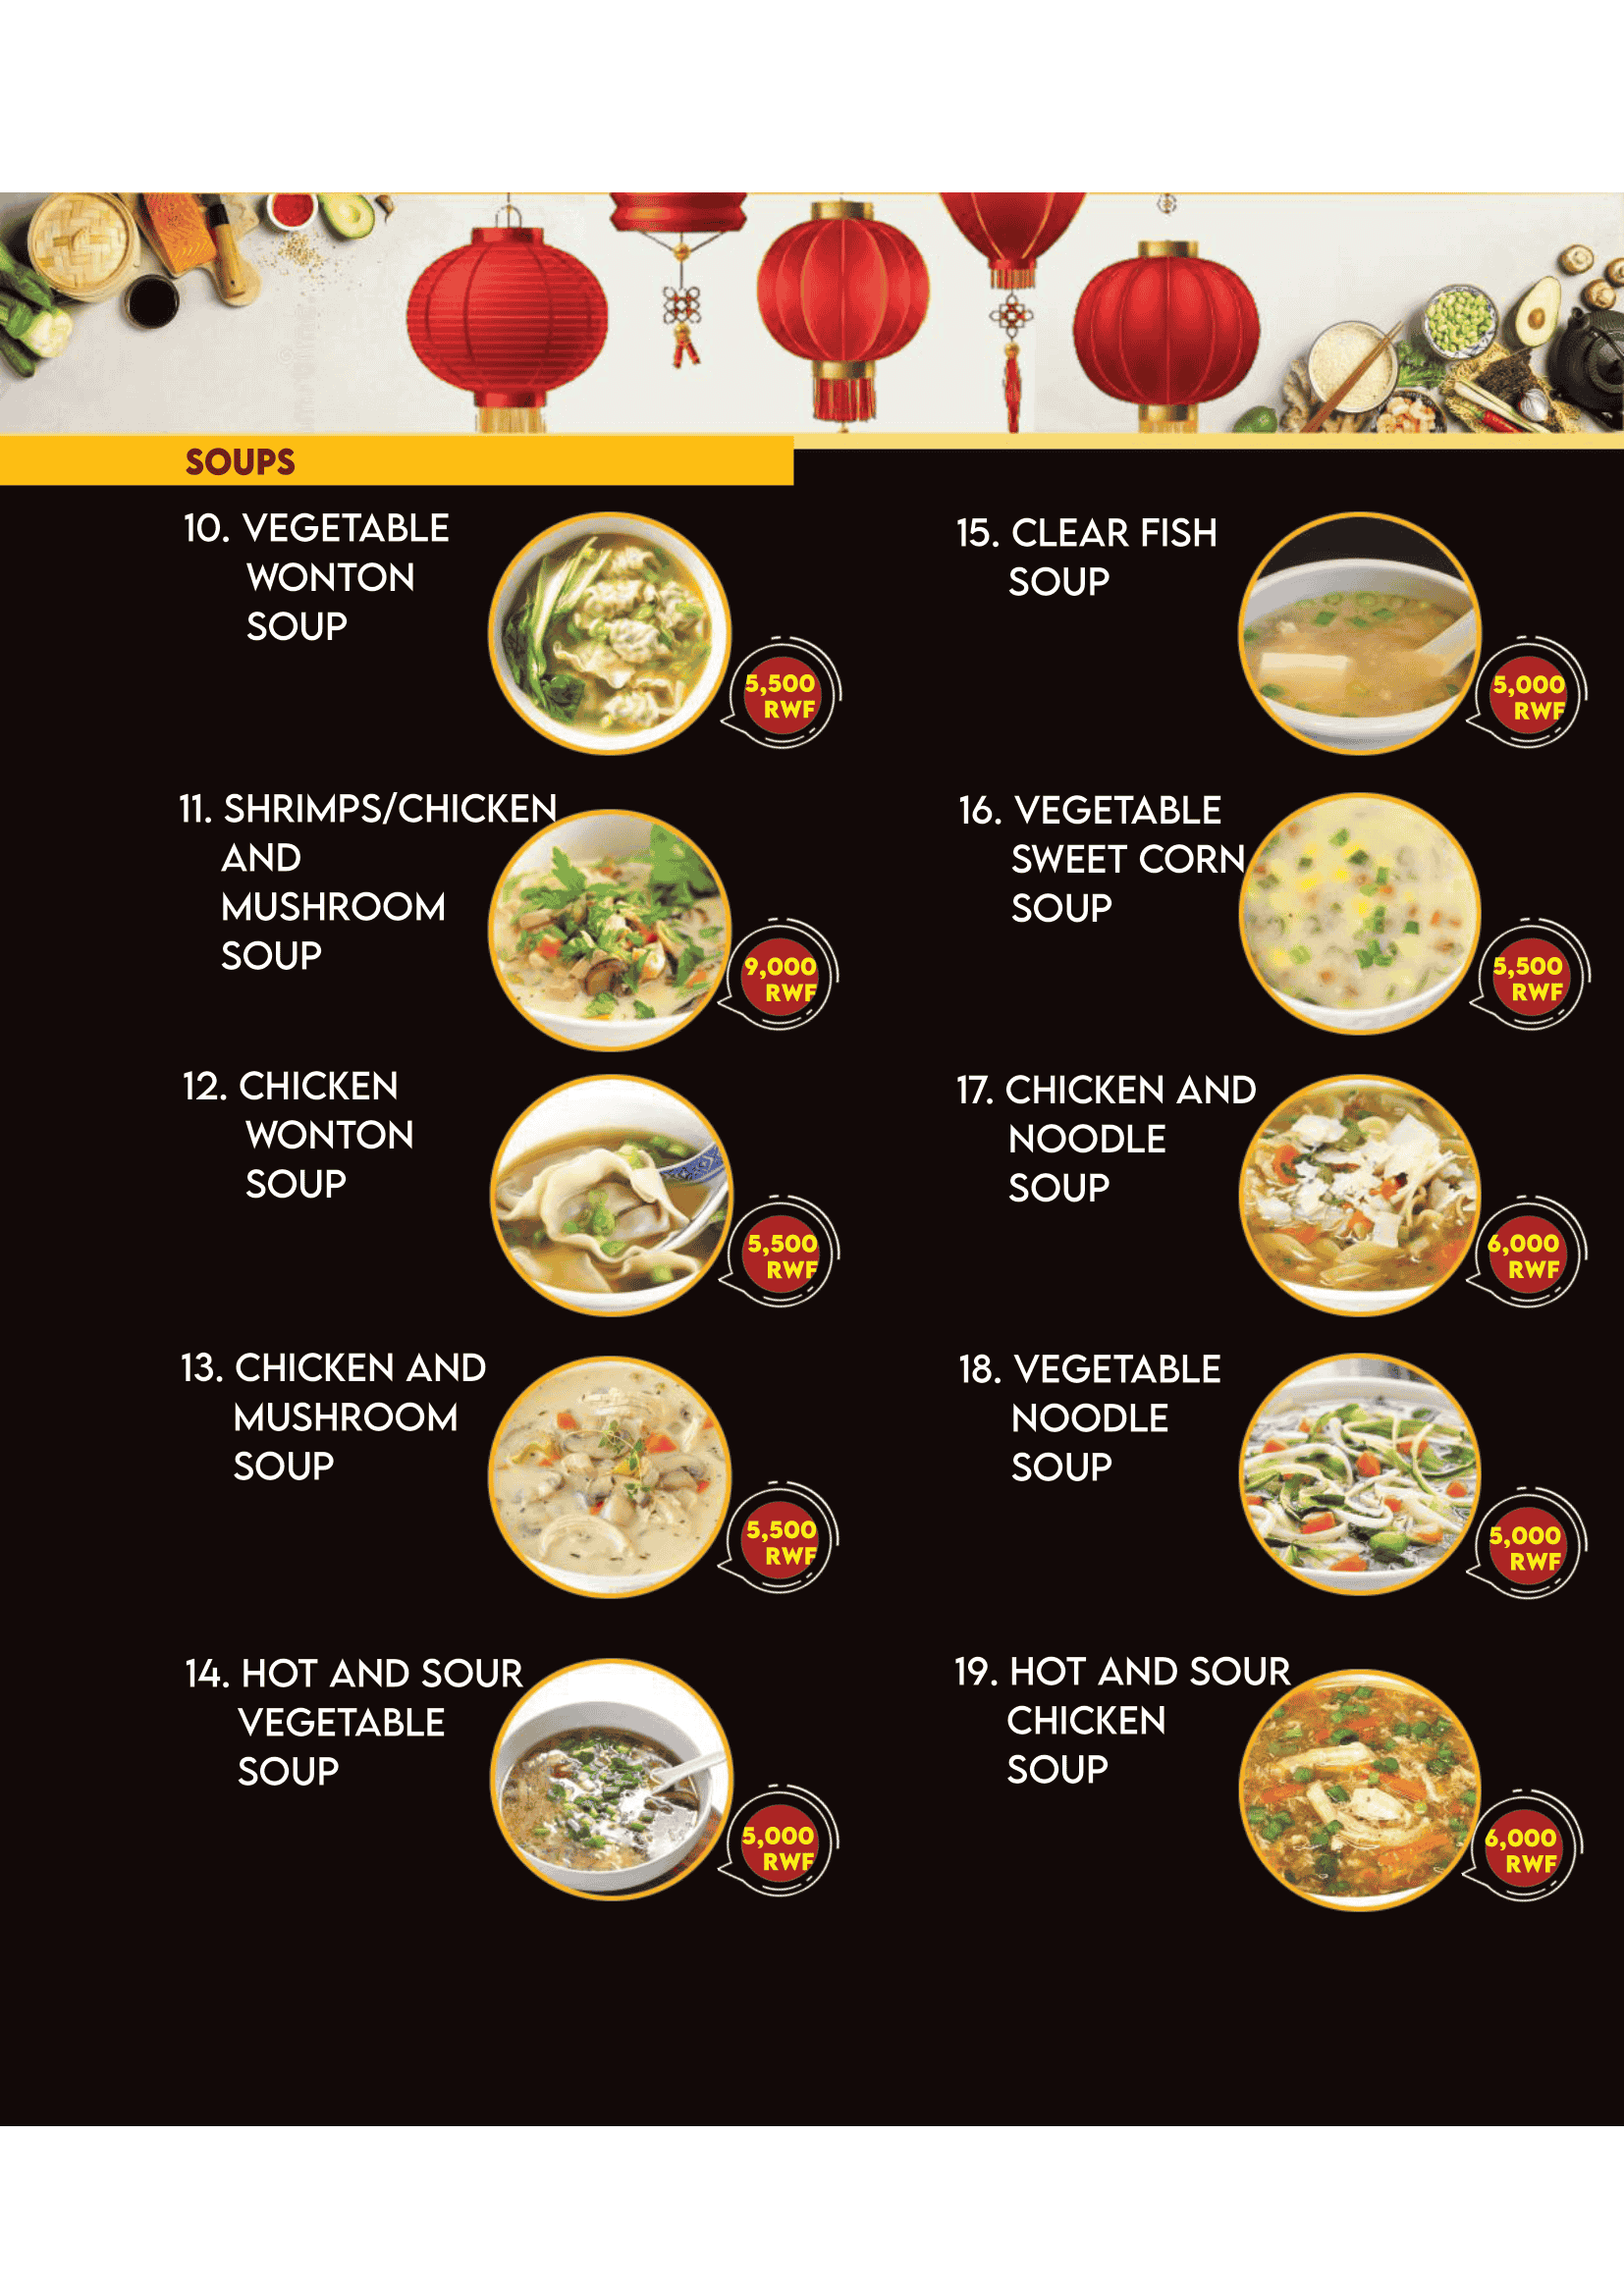 SOUPS
10. VEGETABLE
WONTON
SOUP
5,500
RWF
11. SHRIMPS/CHICKEN
AND
MUSHROOM
SOUP
9,000
RWF
12. CHICKEN
WONTON
SOUP
5,500
RWF
13. CHICKEN AND
MUSHROOM
SOUP
5,500
RWF
14. HOT AND SOUR
VEGETABLE
SOUP
5,000
RWF
15. CLEAR FISH
SOUP
5,000
RWF
16. VEGETABLE
SWEET CORN
SOUP
5,500
RWF
17. CHICKEN AND
NOODLE
SOUP
6,000
RWF
18. VEGETABLE
NOODLE
SOUP
5,000
RWF
19. HOT AND SOUR
CHICKEN
SOUP
6,000
RWF